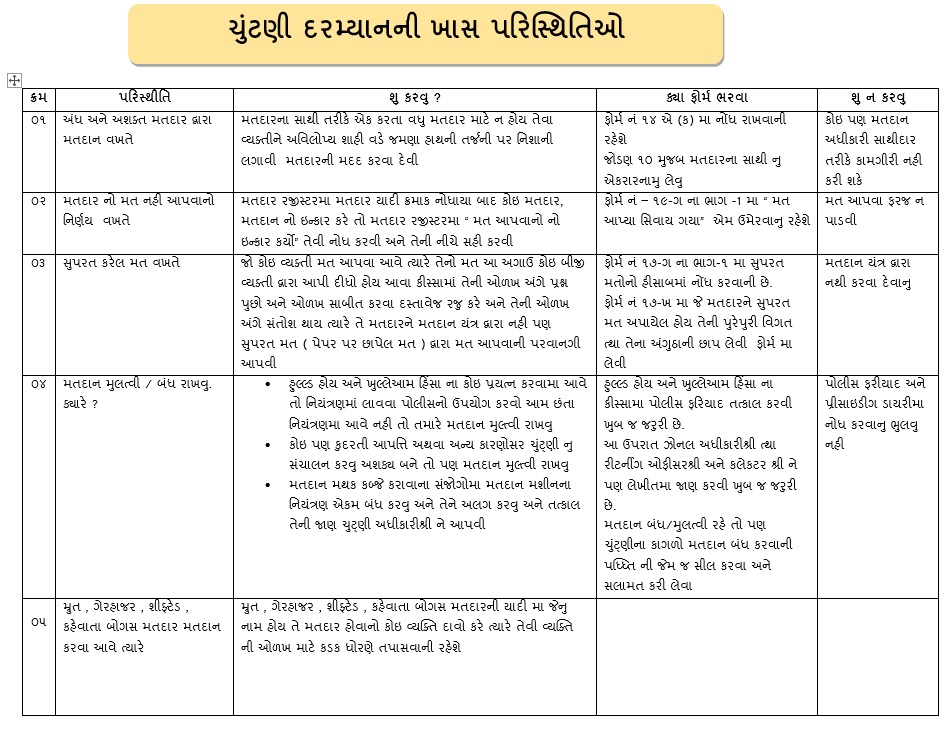 ચુંટણી દરમ્યાનની ખાસ પરિસ્થિતિઓ
ક્રમ
પરિસ્થીતિ
શુ કરવુ ?
ક્યા ફોર્મ ભરવા
શુ ન કરવુ
૦૧
અંધ અને અશક્ત મતદાર દ્વારા
મતદાન વખતે
મતદારના સાથી તરીકે એક કરતા વધુ મતદાર માટે ન હોય તેવા
વ્યક્તીને અવિલોપ્ય શાહી વડે જમણા હાથની તર્જની પર નિશાની
લગાવી મતદારની મદદ કરવા દેવી
ફોર્મ નં ૧૪ એ (ક) મા નોંધ રાખવાની
રહેશે
જોડણ ૧૦ મુજબ મતદારના સાથી નુ
એકરારનામુ લેવુ
કોઇ પણ મતદાન
અધીકારી સાથીદાર
તરીકે કામગીરી નહી
કરી શકે
૦૨
મતદાર નો મત નહી આપવાનો
નિર્ણય વખતે
મતદાર રજીસ્ટરમા મતદાર યાદી ક્રમાક નોધાયા બાદ કોઇ મતદાર,
મતદાન નો ઇન્કાર કરે તો મતદાર રજીસ્ટરમા “ મત આપવાનો નો
ઇન્કાર કર્યો” તેવી નોધ કરવી અને તેની નીચે સહી કરવી
ફોર્મ નં – ૧૯-ગ ના ભાગ -1 મા “ મત
આપ્યા સિવાય ગયા” એમ ઉમેરવાનુ રહેશે
મત આપવા ફરજ ન
પાડવી
૦૩
સુપરત કરેલ મત વખતે
જો કોઇ વ્યક્તી મત આપવા આવે ત્યારે તેનો મત આ અગાઉ કોઇ બીજી
વ્યક્તી દ્વારા આપી દીધો હોય આવા કીસ્સામાં તેની ઓળખ અંગે પ્રશ્ન
પુછી અને ઓળખ સાબીત કરવા દસ્તાવેજ રજુ કરે અને તેની ઓળખ
અંગે સંતોશ થાય ત્યારે તે મતદારને મતદાન યંત્ર દ્વારા નહી પણ
સુપરત મત ( પેપર પર છાપેલ મત ) દ્વારા મત આપવાની પરવાનગી
આપવી
ફોર્મ નં ૧૭-ગ ના ભાગ-૧ મા સુપરત
મતોનો હીસાબમાં નોંધ કરવાની છે.
ફોર્મ નં ૧૭-ખ મા જે મતદારને સુપરત
મત અપાયેલ હોય તેની પુરેપુરી વિગત
ત્થા તેના અંગુઠાની છાપ લેવી ફોર્મ મા
લેવી
મતદાન યંત્ર દ્વારા
નથી કરવા દેવાનુ
૦૪
મતદાન મુલત્વી / બંધ રાખવુ.
ક્યારે ?
• હુલ્લ્ડ હોય અને ખુલ્લેઆમ હિંસા ના કોઇ પ્રયત્ન કરવામા આવે
તો નિયંત્રણમાં લાવવા પોલીસનો ઉપયોગ કરવો આમ છંતા
નિયંત્રણમા આવે નહી તો તમારે મતદાન મુલ્ત્વી રાખવુ
• કોઇ પણ કુદરતી આપત્તિ અથવા અન્ય કારણોસર ચુંટ્ણી નુ
સંચાલન કરવુ અશક્ય બને તો પણ મતદાન મુલ્ત્વી રાખવુ
• મતદાન મથક કબ્જે કરાવાના સંજોગોમા મતદાન મશીનના
નિયંત્રણ એકમ બંધ કરવુ અને તેને અલગ કરવુ અને તત્કાલ
તેની જાણ ચુટ્ણી અધીકારીશ્રી ને આપવી
હુલ્લ્ડ હોય અને ખુલ્લેઆમ હિંસા ના
કીસ્સામા પોલીસ ફરિયાદ તત્કાલ કરવી
ખુબ જ જરુરી છે.
આ ઉપરાત ઝોનલ અધીકારીશ્રી ત્થા
રીટર્નીંગ ઓફીસરશ્રી અને કલેકટર શ્રી ને
પણ લેખીતમા જાણ કરવી ખુબ જ જરુરી
છે.
મતદાન બંધ/મુલત્વી રહે તો પણ
ચુંટ્ણીના કાગળો મતદાન બંધ કરવાની
પધ્ધ્તિ ની જેમ જ સીલ કરવા અને
સલામત કરી લેવા
પોલીસ ફરીયાદ અને
પ્રીસાઇડીગ ડાયરીમા
નોધ કરવાનુ ભુલવુ
નહી
૦૫
મ્રુત , ગેરહાજર , શીફ્ટેડ ,
કહેવાતા બોગસ મતદાર મતદાન
કરવા આવે ત્યારે
મ્રુત , ગેરહાજર , શીફ્ટેડ , કહેવાતા બોગસ મતદારની યાદી મા જેનુ
નામ હોય તે મતદાર હોવાનો કોઇ વ્યક્તિ દાવો કરે ત્યારે તેવી વ્યક્તિ
ની ઓળખ માટે કડક ધોરણે તપાસવાની રહેશે